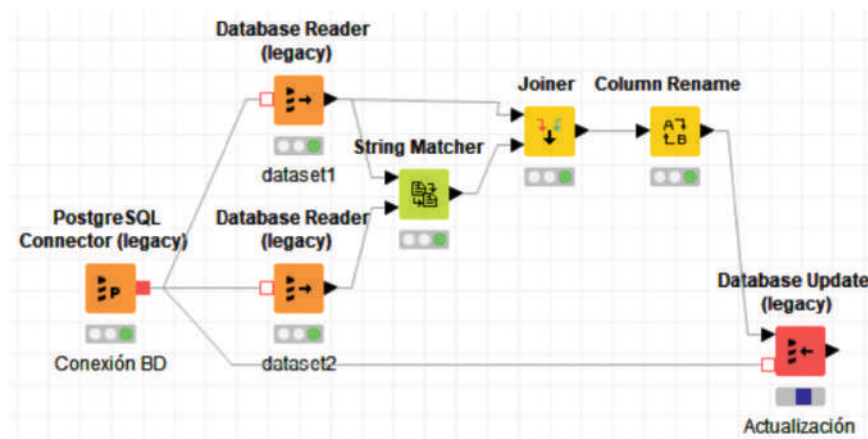 Database Reader
(legacy)
dataset1
Joiner
Column Rename
A
B
String Matcher
PostgreSQL
Connector (legacy)
P
Conexión BD
Database Reader
(legacy)
dataset2
Database Update
(legacy)
Actualización